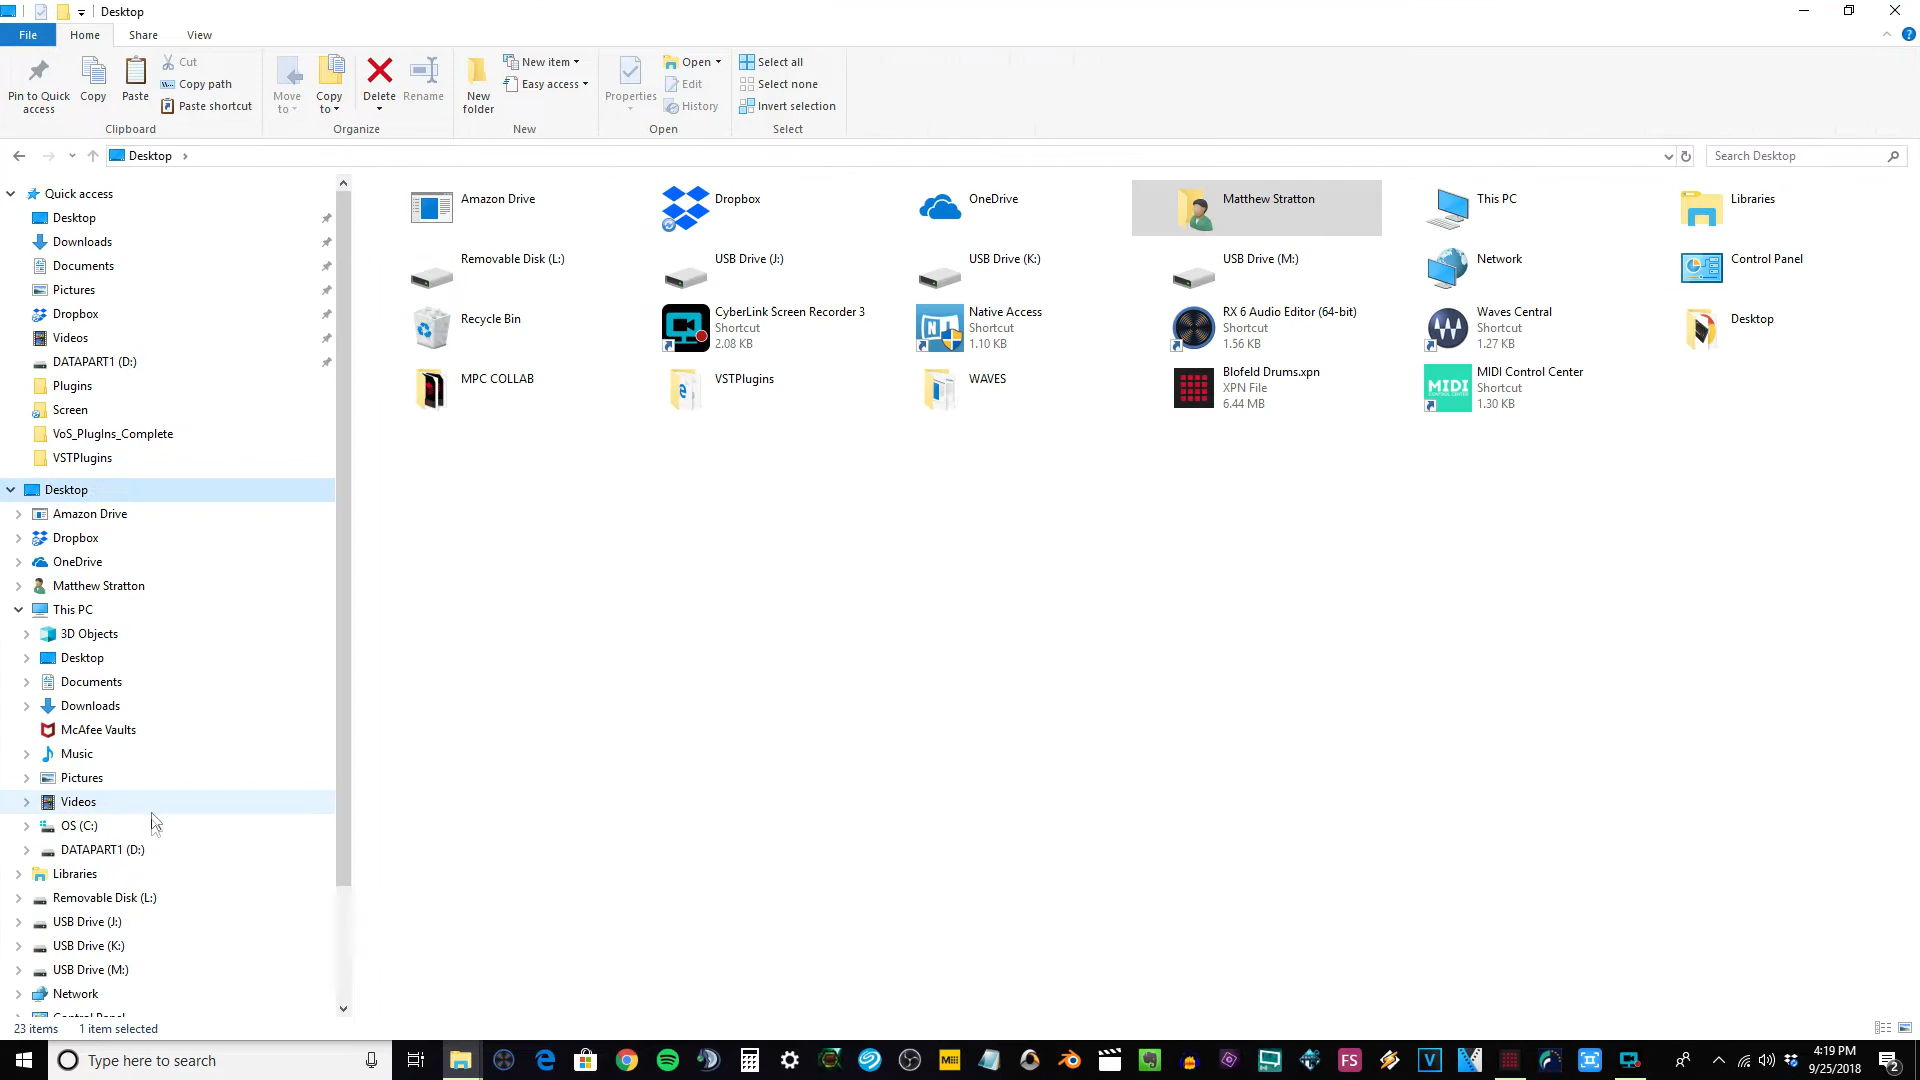 Desktop
File
Home
Share
View
Pin to Quick
access
Copy
Paste
Cut
Copy path
Paste shortcut
Clipboard
Move
to
Copy
to
Delete
Rename
Organize
New
folder
New item
Easy access
New
Properties
Open
Edit
History
Open
Select all
Select none
Invert selection
Select
Desktop
Search Desktop
Quick access
Desktop
Downloads
Documents
Pictures
Dropbox
Videos
DATAPART1 (D:)
Plugins
Screen
VoS_PlugIns_Complete
VSTPlugins
Desktop
Amazon Drive
Dropbox
OneDrive
Matthew Stratton
This PC
3D Objects
Desktop
Documents
Downloads
McAfee Vaults
Music
Pictures
Videos
OS (C:)
DATAPART1 (D:)
Libraries
Removable Disk (L:)
USB Drive (J:)
USB Drive (K:)
USB Drive (M:)
Network
Control Panel
Amazon Drive
Dropbox
OneDrive
Matthew Stratton
This PC
Libraries
Removable Disk (L:)
USB Drive (J:)
USB Drive (K:)
USB Drive (M:)
Network
Control Panel
Recycle Bin
CyberLink Screen Recorder 3
Shortcut
2.08 KB
Native Access
Shortcut
1.10 KB
RX 6 Audio Editor (64-bit)
Shortcut
1.56 KB
Waves Central
Shortcut
1.27 KB
Desktop
MPC COLLAB
VSTPlugins
WAVES
Blofeld Drums.xpn
XPN File
6.44 MB
MIDI
MIDI Control Center
Shortcut
1.30 KB
23 items
1 item selected
Type here to search
FS
V
4:19 PM
9/25/2018
2